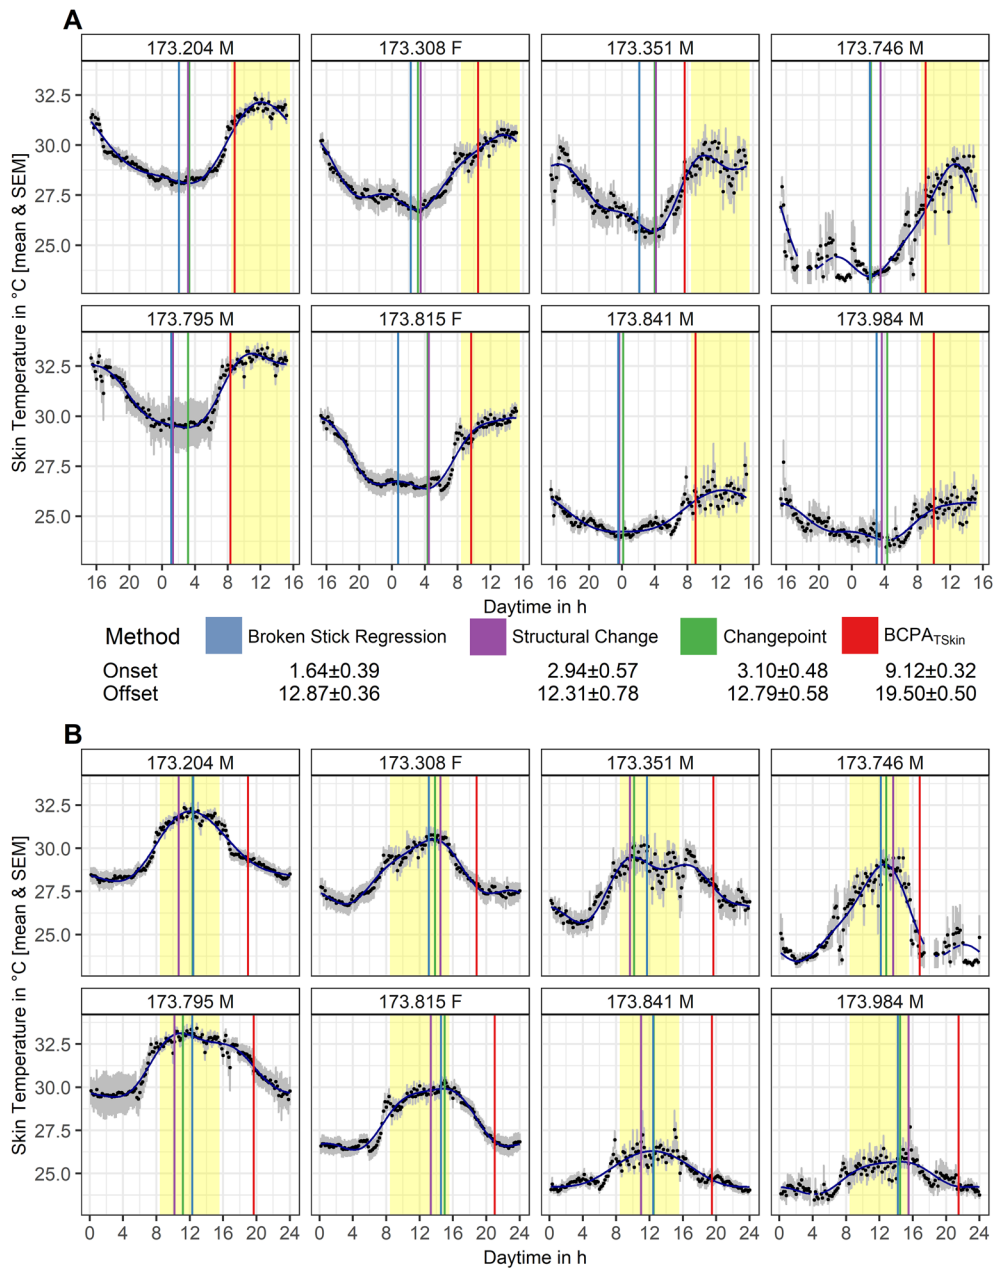 A
173.204 M 173.308 F 173.351 M 173.746 M
32.5
30.0
27.5
25.0
173.795 M 173.815 F 173.841 M 173.984 M
32.5
30.0
27.5
25.0
Skin Temperature in °C [mean & SEM]
16 20 0 4 8 12 16 16 20 0 4 8 12 16 16 20 0 4 8 12 16 16 20 0 4 8 12 16
Daytime in h
Method Broken Stick Regression Structural Change Changepoint BCPATSkin
Onset 1.64±0.39 2.94±0.57 3.10±0.48 9.12±0.32
Offset 12.87±0.36 12.31±0.78 12.79±0.58 19.50±0.50
B
173.204 M 173.308 F 173.351 M 173.746 M
32.5
30.0
27.5
25.0
173.795 M 173.815 F 173.841 M 173.984 M
32.5
30.0
27.5
25.0
Skin Temperature in °C [mean & SEM]
0 4 8 12 16 20 24 0 4 8 12 16 20 24 0 4 8 12 16 20 24 0 4 8 12 16 20 24
Daytime in h